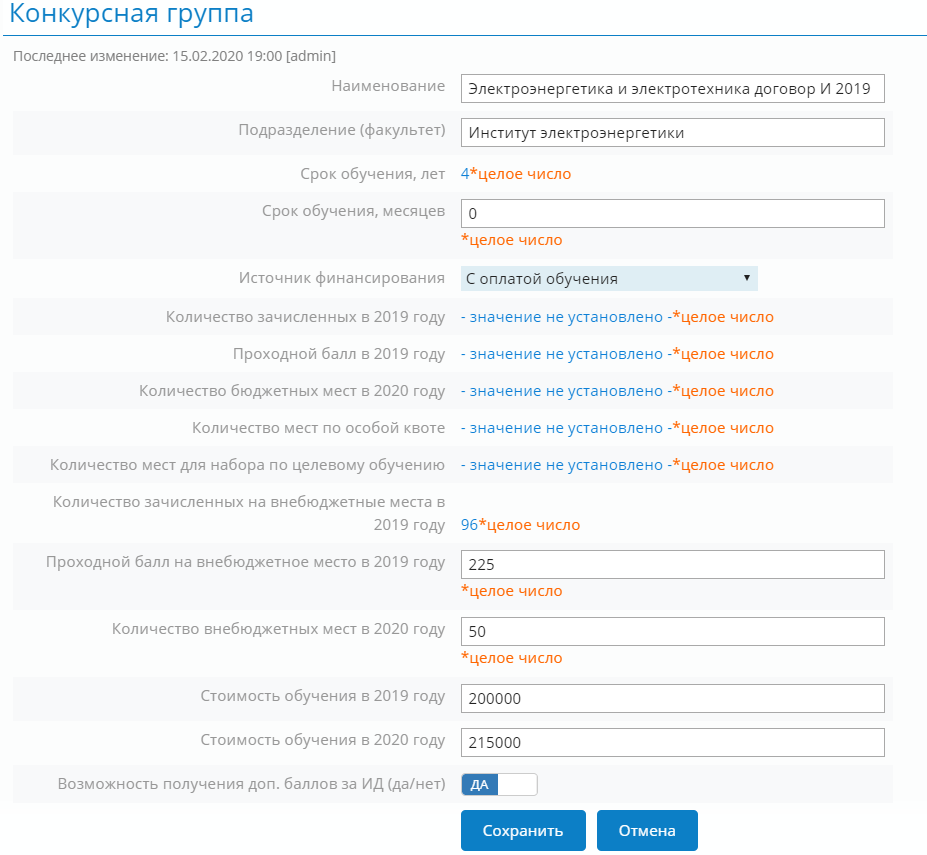 Конкурсная группа
Последнее изменение: 15.02.2020 19:00 [admin]
Наименование Электроэнергетика и электротехника договор И 2019
Подразделение (факультет) Институт электроэнергетики
Срок обучения, лет 4*целое число
Срок обучения, месяцев 0
*целое число
Источник финансирования С оплатой обучения
Количество зачисленных в 2019 году - значение не установлено -*целое число
Проходной балл в 2019 году - значение не установлено -*целое число
Количество бюджетных мест в 2020 году - значение не установлено -*целое число
Количество мест по особой квоте - значение не установлено -*целое число
Количество мест для набора по целевому обучению - значение не установлено -*целое число
Количество зачисленных на внебюджетные места в
2019 году 96*целое число
Проходной балл на внебюджетное место в 2019 году 225
*целое число
Количество внебюджетных мест в 2020 году 50
*целое число
Стоимость обучения в 2019 году 200000
Стоимость обучения в 2020 году 215000
Возможность получения доп. баллов за ИД (да/нет) ДА
Сохранить Отмена